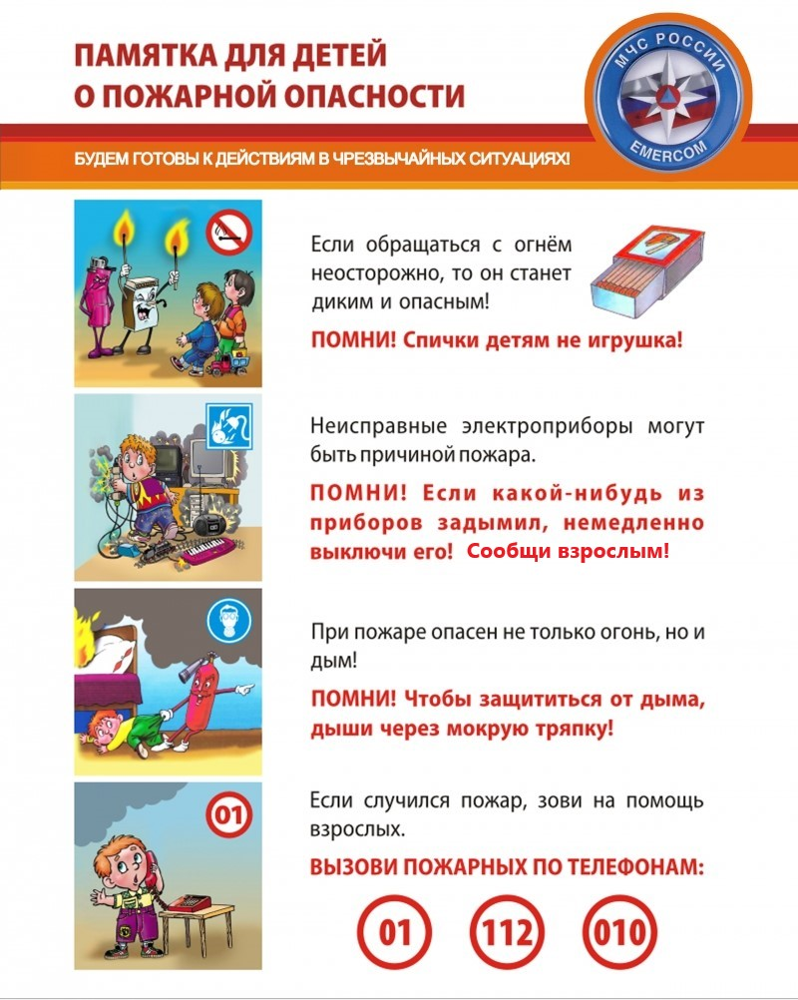 ПАМЯТКА ДЛЯ ДЕТЕЙ
О ПОЖАРНОЙ ОПАСНОСТИ
МЧС РОССИИ
EMERCOM
БУДЕМ ГОТОВЫ К ДЕЙСТВИЯМ В ЧРЕЗВЫЧАЙНЫХ СИТУАЦИЯХ!
Если обращаться с огнём
неосторожно, то он станет
диким и опасным!
ПОМНИ! Спички детям не игрушка!
Неисправные электроприборы могут
быть причиной пожара.
ПОМНИ! Если какой-нибудь из
приборов задымил, немедленно
выключи его! Сообщи взрослым!
При пожаре опасен не только огонь, но и
дым!
ПОМНИ! Чтобы защититься от дыма,
дыши через мокрую тряпку!
01
Если случился пожар, зови на помощь
взрослых.
ВЫЗОВИ ПОЖАРНЫХ ПО ТЕЛЕФОНАМ:
01 112 010